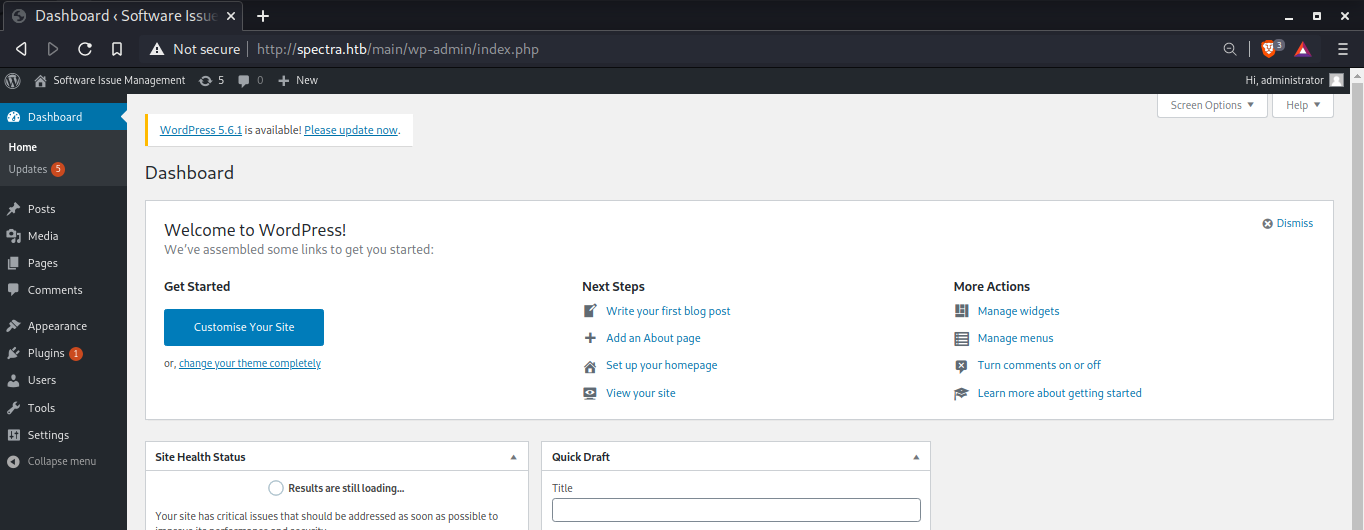 Dashboard ‹ Software Issue
Not secure http://spectra.htb/main/wp-admin/index.php 3
Software Issue Management 5 0 New Hi, administrator
Dashboard
Home
Updates 5
Posts
Media
Pages
Comments
Appearance
Plugins 1
Users
Tools
Settings
Collapse menu
Screen Options Help
WordPress 5.6.1 is available! Please update now.
Dashboard
Welcome to WordPress!
Dismiss
We've assembled some links to get you started:
Get Started
Customise Your Site
or, change your theme completely
Next Steps
Write your first blog post
Add an About page
Set up your homepage
View your site
More Actions
Manage widgets
Manage menus
Turn comments on or off
Learn more about getting started
Site Health Status
Results are still loading...
Your site has critical issues that should be addressed as soon as possible to
improve its performance and security
Quick Draft
Title